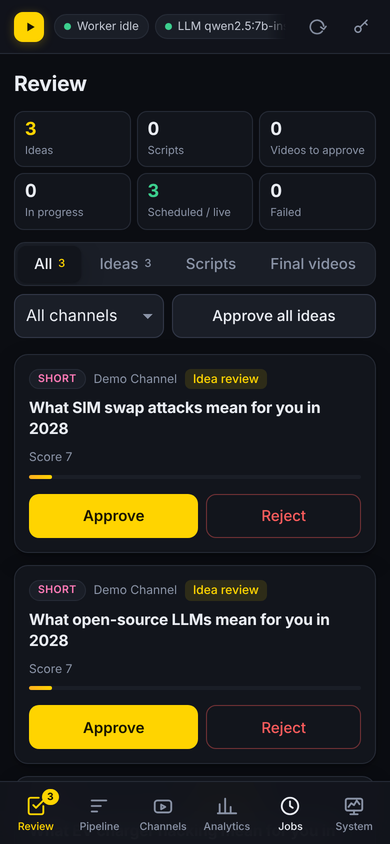 Worker idle
LLM qwen2.5:7b-in
Review
3
Ideas
0
Scripts
0
Videos to approve
0
In progress
3
Scheduled / live
0
Failed
All 3
Ideas 3
Scripts
Final videos
All channels
Approve all ideas
SHORT Demo Channel Idea review
What SIM swap attacks mean for you in
2028
Score 7
Approve
Reject
SHORT Demo Channel Idea review
What open-source LLMs mean for you in
2028
Score 7
Approve
Reject
3
Review
Pipeline
Channels
Analytics
Jobs
System